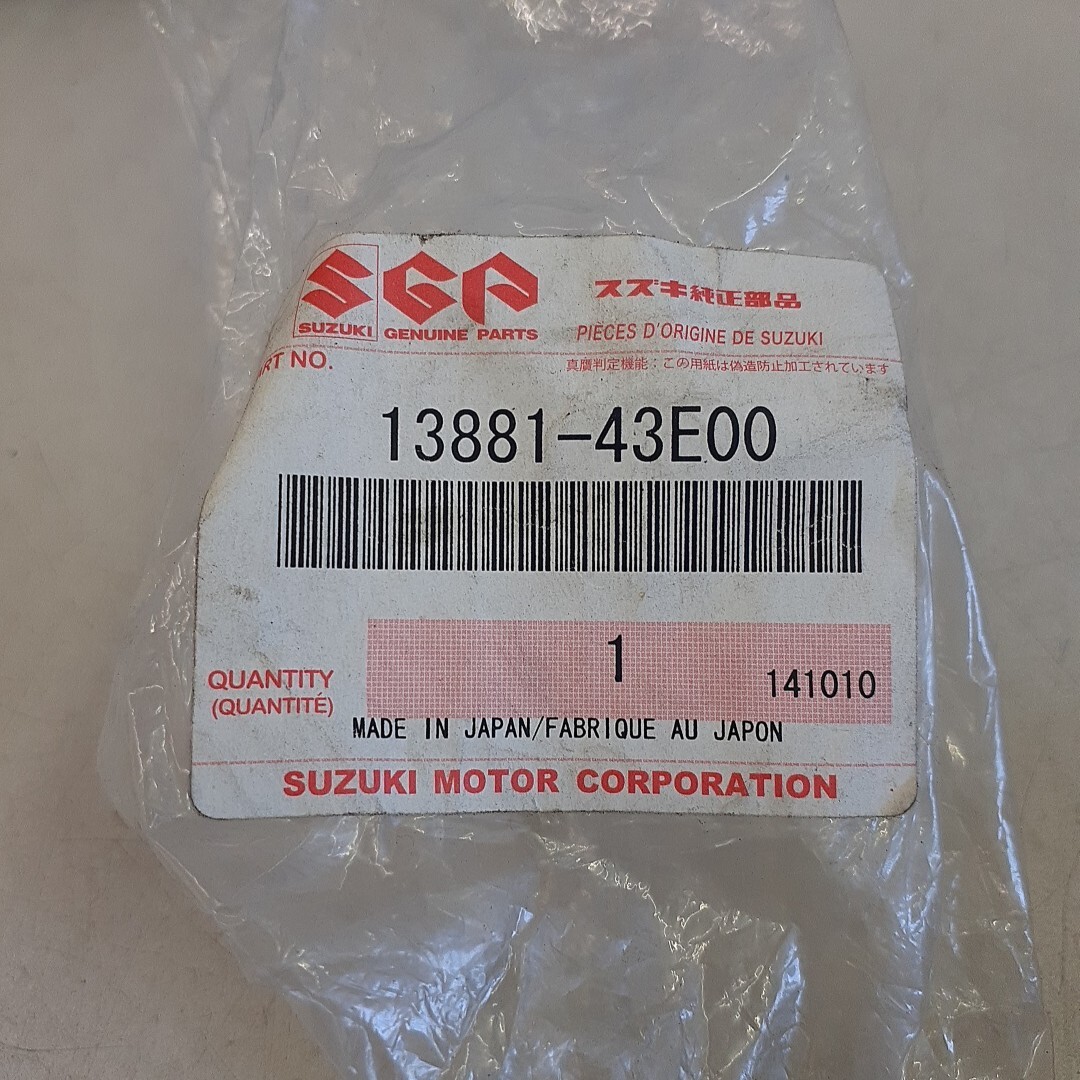 SUZUKI
SGP
GENUINE PARTS
スズキ純正部品
PIÈCES D'ORIGINE DE SUZUKI
ART NO.
真贋判定機能：この用紙は偽造防止加工されています
13881-43E00
QUANTITY
(QUANTITÉ)
1
141010
MADE IN JAPAN/FABRIQUE AU JAPON
SUZUKI MOTOR CORPORATION